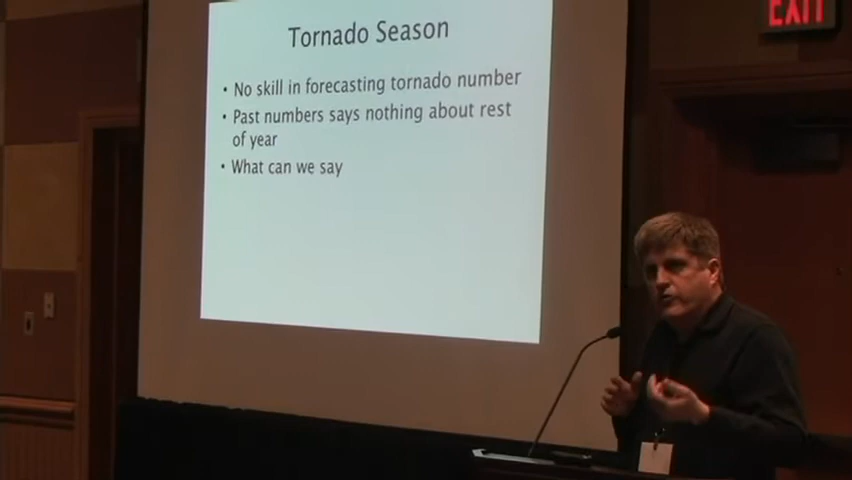 EXIT
Tornado Season
• No skill in forecasting tornado number
• Past numbers says nothing about rest
of year
• What can we say